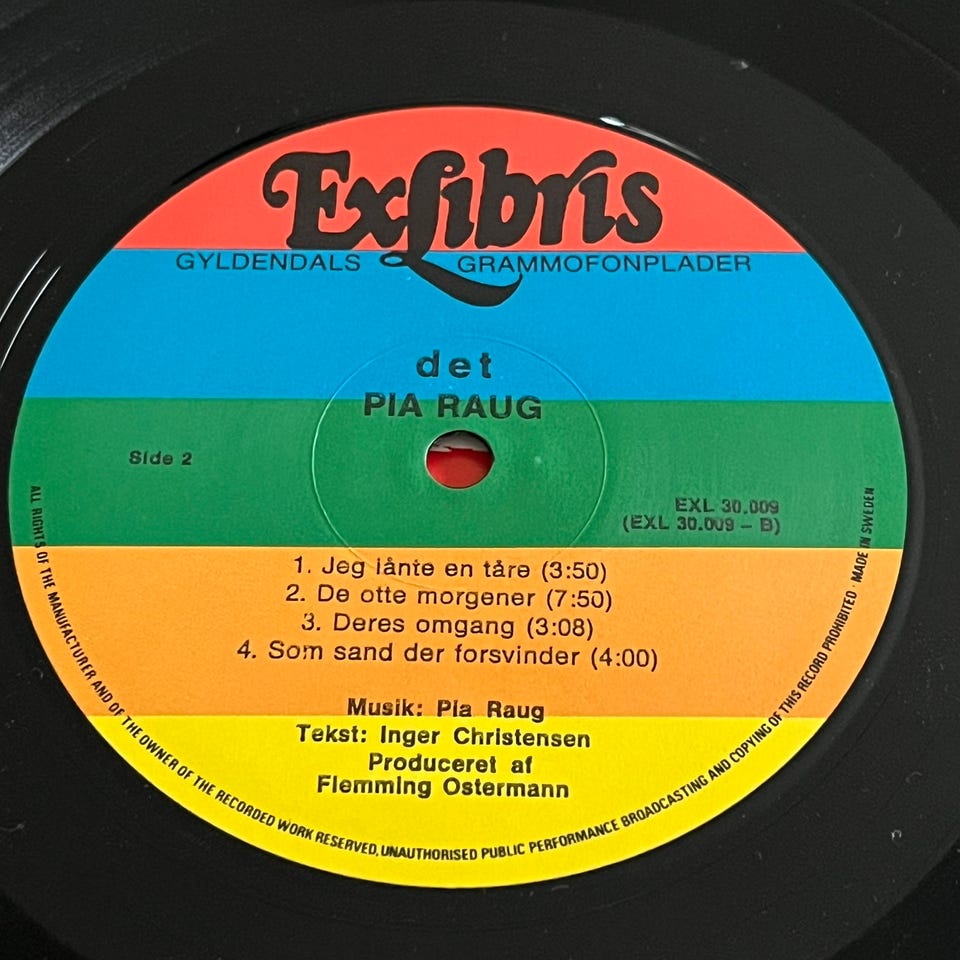 ExLibris
GYLDENDALS GRAMMOFONPLADER
det
PIA RAUG
Side 2
EXL 30.009
(EXL 30.009 – B)
1. Jeg lånte en tåre (3:50)
2. De otte morgener (7:50)
3. Deres omgang (3:08)
4. Som sand der forsvinder (4:00)
Musik: Pia Raug
Tekst: Inger Christensen
Produceret af
Flemming Ostermann
ALL RIGHTS OF THE MANUFACTURER AND OF THE OWNER OF THE RECORDED WORK RESERVED, UNAUTHORISED PUBLIC PERFORMANCE BROADCASTING AND COPYING OF THIS RECORD PROHIBITED · MADE IN SWEDEN